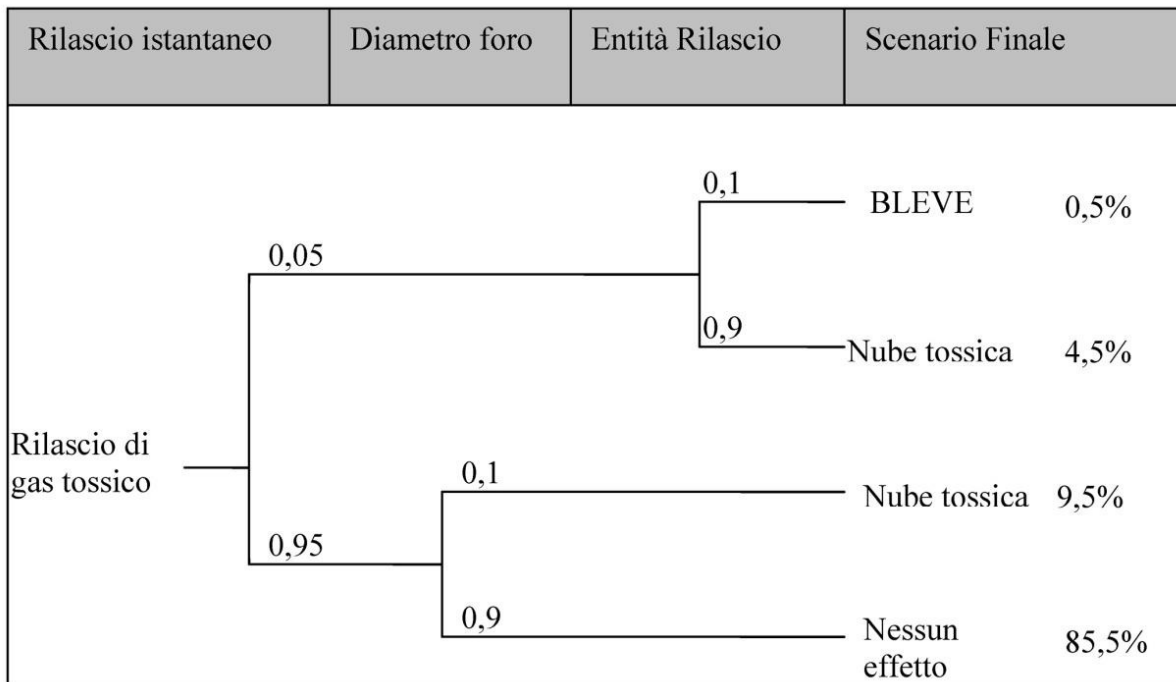 Rilascio istantaneo
Diametro foro
Entità Rilascio
Scenario Finale
0,1
BLEVE 0,5%
0,05
0,9
Nube tossica 4,5%
Rilascio di
gas tossico
0,1
Nube tossica 9,5%
0,95
0,9
Nessun
effetto
85,5%